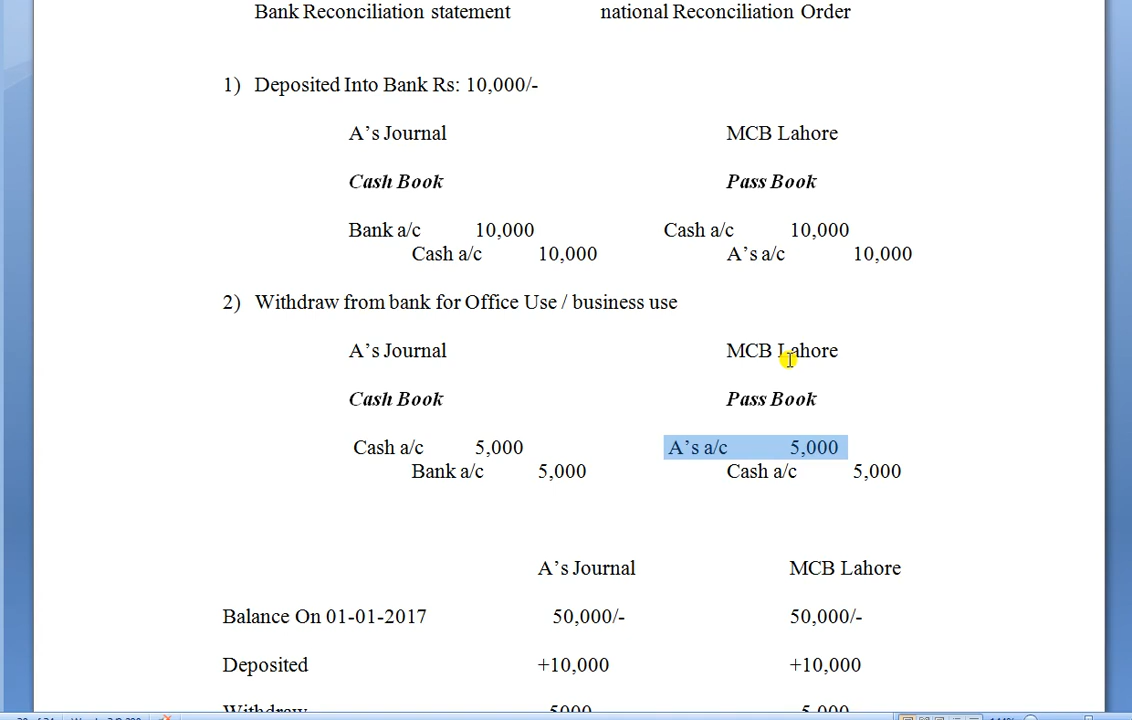 Bank Reconciliation statement national Reconciliation Order
1) Deposited Into Bank Rs: 10,000/-
A's Journal MCB Lahore
Cash Book Pass Book
Bank a/c 10,000 Cash a/c 10,000
Cash a/c 10,000 A's a/c 10,000
2) Withdraw from bank for Office Use / business use
A's Journal MCB Lahore
Cash Book Pass Book
Cash a/c 5,000 A's a/c 5,000
Bank a/c 5,000 Cash a/c 5,000
A's Journal MCB Lahore
Balance On 01-01-2017 50,000/- 50,000/-
Deposited +10,000 +10,000
Withdraw